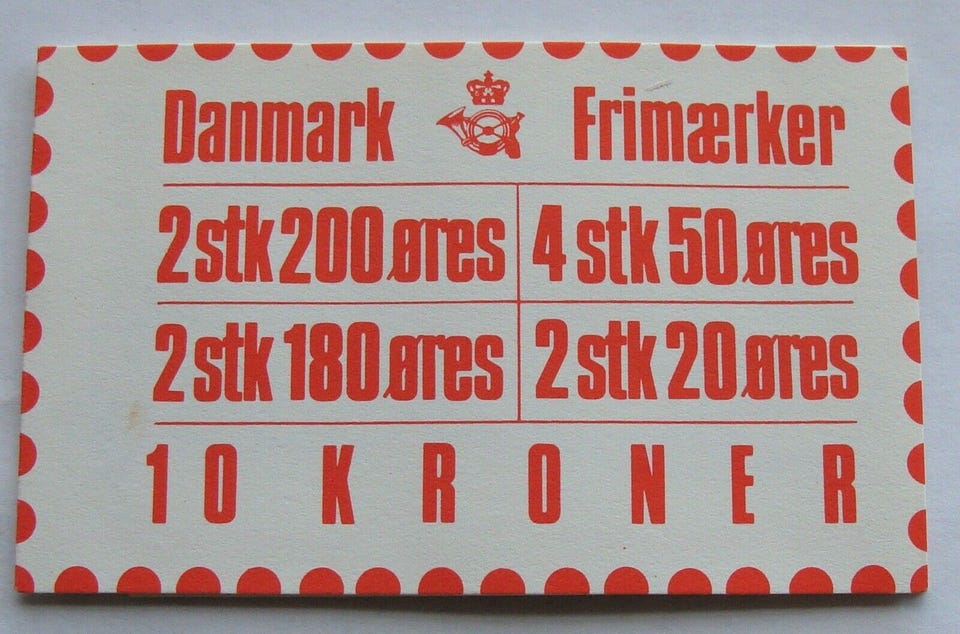 Danmark Frimærker
2 stk 200 øres 4 stk 50 øres
2 stk 180 øres 2 stk 20 øres
10 KRONER